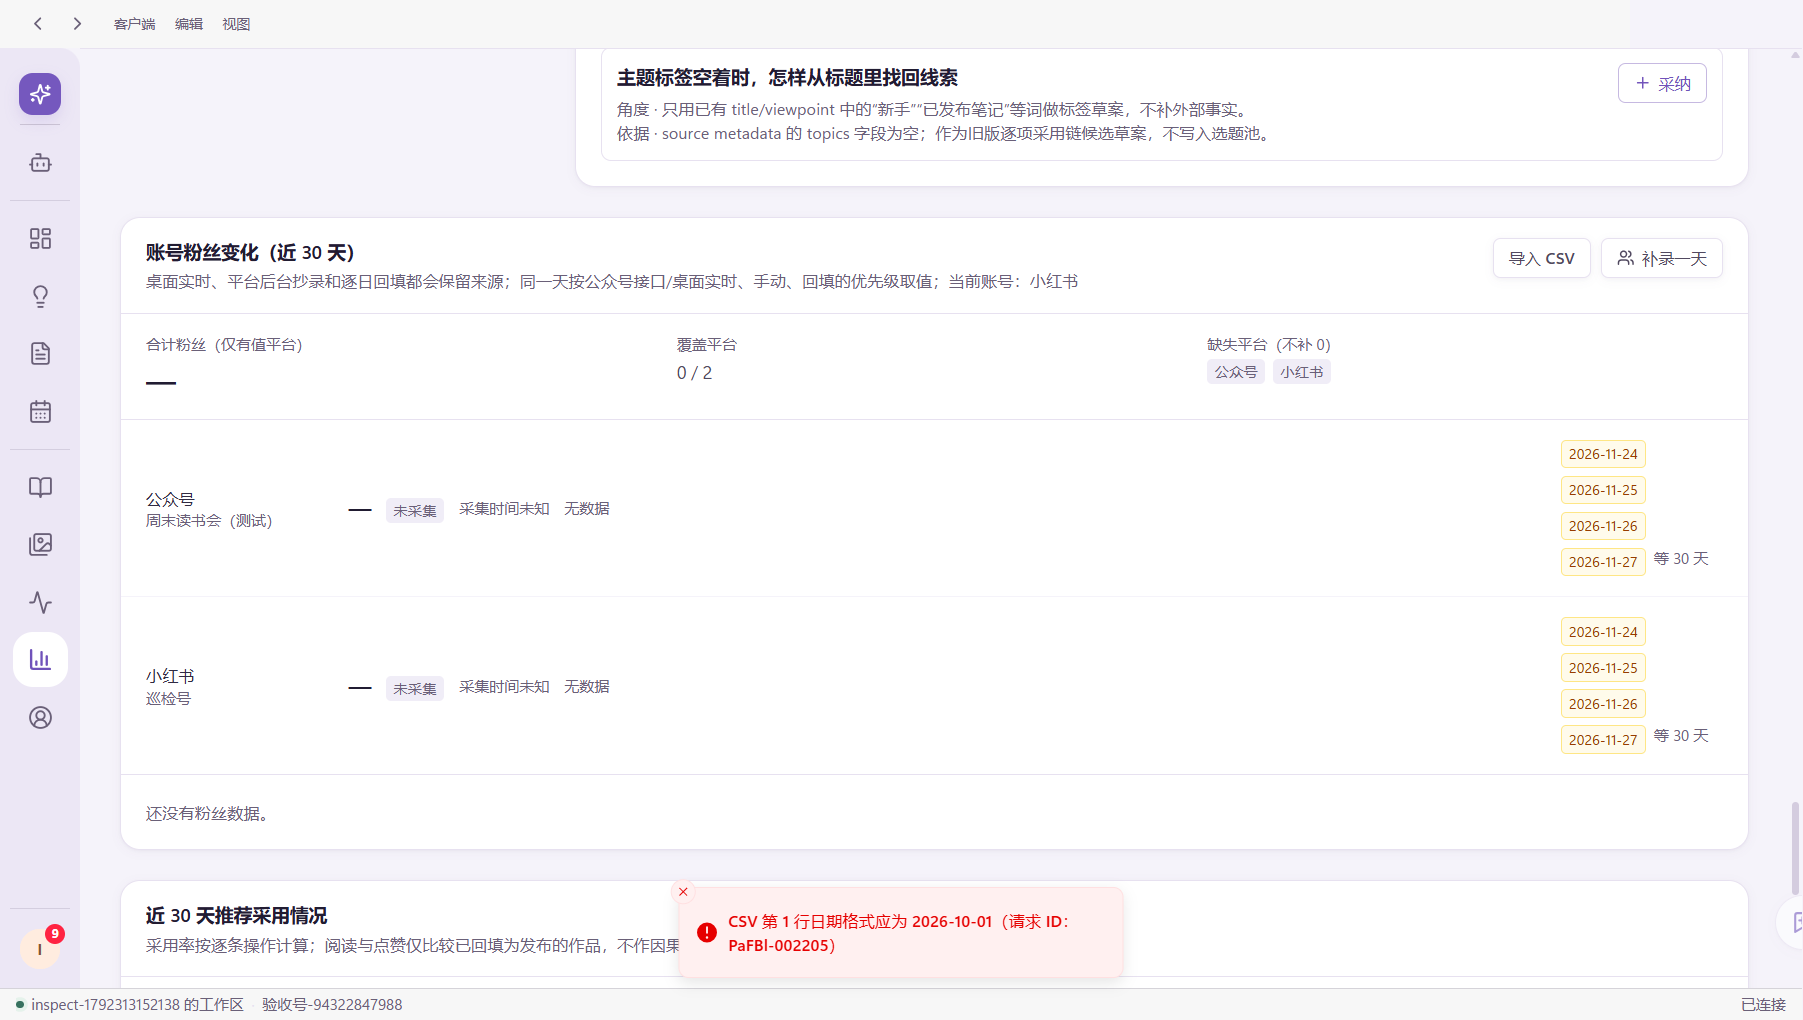 客户端 编辑 视图
主题标签空着时，怎样从标题里找回线索
采纳
角度 · 只用已有 title/viewpoint 中的“新手”“已发布笔记”等词做标签草案，不补外部事实。
依据 · source metadata 的 topics 字段为空；作为旧版逐项采用链候选草案，不写入选题池。
账号粉丝变化（近 30 天）
导入 CSV 补录一天
桌面实时、平台后台抄录和逐日回填都会保留来源；同一天按公众号接口/桌面实时、手动、回填的优先级取值；当前账号：小红书
合计粉丝（仅有值平台） 覆盖平台 缺失平台（不补 0）
— 0 / 2 公众号 小红书
2026-11-24
2026-11-25
公众号
周末读书会（测试）
— 未采集 采集时间未知 无数据
2026-11-26
2026-11-27 等 30 天
2026-11-24
2026-11-25
小红书
巡检号
— 未采集 采集时间未知 无数据
2026-11-26
2026-11-27 等 30 天
还没有粉丝数据。
近 30 天推荐采用情况
采用率按逐条操作计算；阅读与点赞仅比较已回填为发布的作品，不作因果
CSV 第 1 行日期格式应为 2026-10-01（请求 ID：
PaFBl-002205）
9
I
inspect-1792313152138 的工作区 验收号-94322847988 已连接